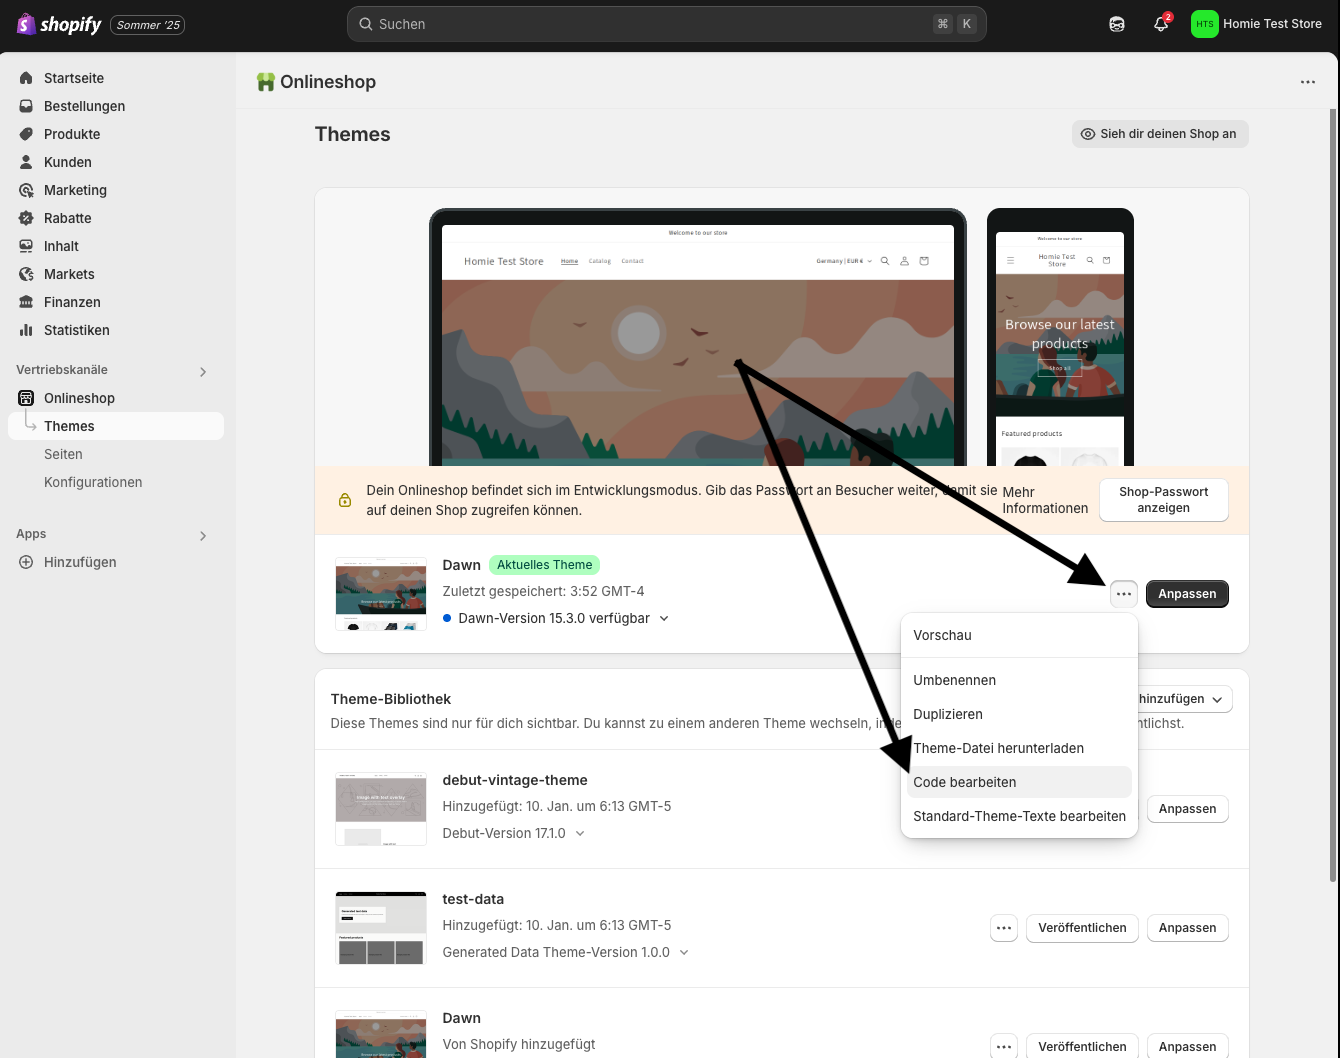 shopify
Sommer '25
Suchen
⌘ K
2
HTS
Homie Test Store
Startseite
Bestellungen
Produkte
Kunden
Marketing
Rabatte
Inhalt
Markets
Finanzen
Statistiken
Vertriebskanäle
Onlineshop
Themes
Seiten
Konfigurationen
Apps
Hinzufügen
Onlineshop
Themes
Sieh dir deinen Shop an
Welcome to our store
Homie Test Store Home Catalog Contact Germany | EUR €
Welcome to our store
Homie Test
Store
Browse our latest
products
Shop all
Featured products
Dein Onlineshop befindet sich im Entwicklungsmodus. Gib das Passwort an Besucher weiter, damit sie
auf deinen Shop zugreifen können.
Mehr
Informationen
Shop-Passwort
anzeigen
Dawn Aktuelles Theme
Zuletzt gespeichert: 3:52 GMT-4
Dawn-Version 15.3.0 verfügbar
Anpassen
Vorschau
Umbenennen
Duplizieren
Theme-Datei herunterladen
Code bearbeiten
Standard-Theme-Texte bearbeiten
Theme-Bibliothek
hinzufügen
Diese Themes sind nur für dich sichtbar. Du kannst zu einem anderen Theme wechseln, inde
ntlichst.
debut-vintage-theme
Hinzugefügt: 10. Jan. um 6:13 GMT-5
Debut-Version 17.1.0
Anpassen
test-data
Hinzugefügt: 10. Jan. um 6:13 GMT-5
Generated Data Theme-Version 1.0.0
Veröffentlichen
Anpassen
Dawn
Von Shopify hinzugefügt
Veröffentlichen
Anpassen